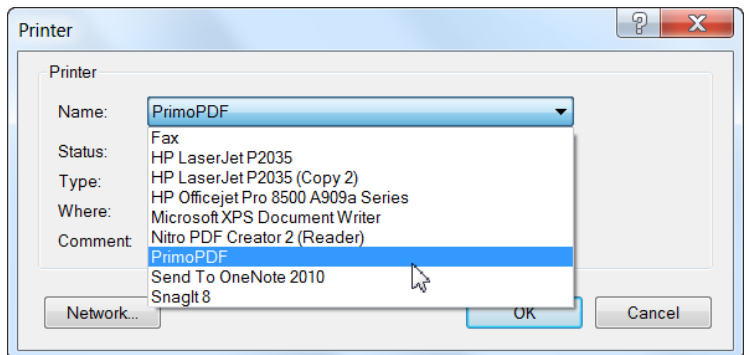 Printer
Printer
Name: PrimoPDF
Fax
Status: HP LaserJet P2035
Type: HP LaserJet P2035 (Copy 2)
HP Officejet Pro 8500 A909a Series
Where: Microsoft XPS Document Writer
Comment: Nitro PDF Creator 2 (Reader)
PrimoPDF
Send To OneNote 2010
SnagIt 8
Network... OK Cancel